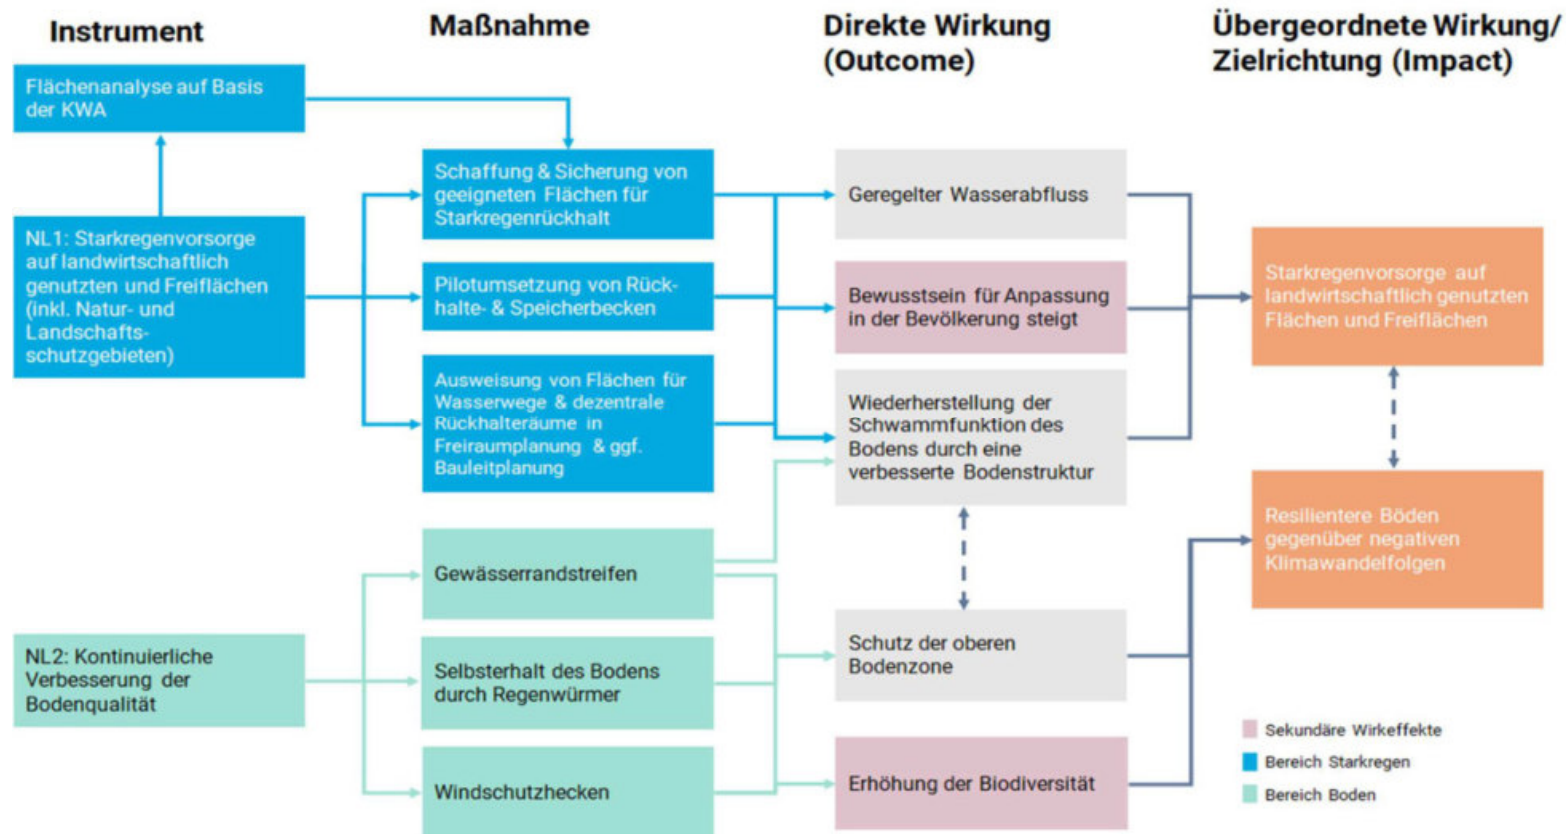 Instrument
Maßnahme
Direkte Wirkung
(Outcome)
Übergeordnete Wirkung/
Zielrichtung (Impact)
Flächenanalyse auf Basis
der KWA
NL1: Starkregenvorsorge
auf landwirtschaftlich
genutzten und Freiflächen
(inkl. Natur- und
Landschafts-
schutzgebieten)
NL2: Kontinuierliche
Verbesserung der
Bodenqualität
Schaffung & Sicherung von
geeigneten Flächen für
Starkregenrückhalt
Pilotumsetzung von Rück-
halte- & Speicherbecken
Ausweisung von Flächen für
Wasserwege & dezentrale
Rückhalteräume in
Freiraumplanung & ggf.
Bauleitplanung
Gewässerrandstreifen
Selbsterhalt des Bodens
durch Regenwürmer
Windschutzhecken
Geregelter Wasserabfluss
Bewusstsein für Anpassung
in der Bevölkerung steigt
Wiederherstellung der
Schwammfunktion des
Bodens durch eine
verbesserte Bodenstruktur
Schutz der oberen
Bodenzone
Erhöhung der Biodiversität
Starkregenvorsorge auf
landwirtschaftlich genutzten
Flächen und Freiflächen
Resilientere Böden
gegenüber negativen
Klimawandelfolgen
Sekundäre Wirkeffekte
Bereich Starkregen
Bereich Boden